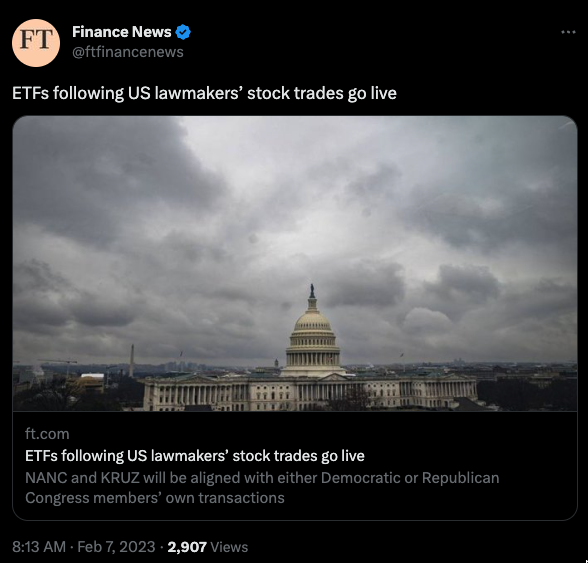 FT
Finance News
@ftfinancenews
ETFs following US lawmakers’ stock trades go live
ft.com
ETFs following US lawmakers’ stock trades go live
NANC and KRUZ will be aligned with either Democratic or Republican
Congress members’ own transactions
8:13 AM · Feb 7, 2023 · 2,907 Views